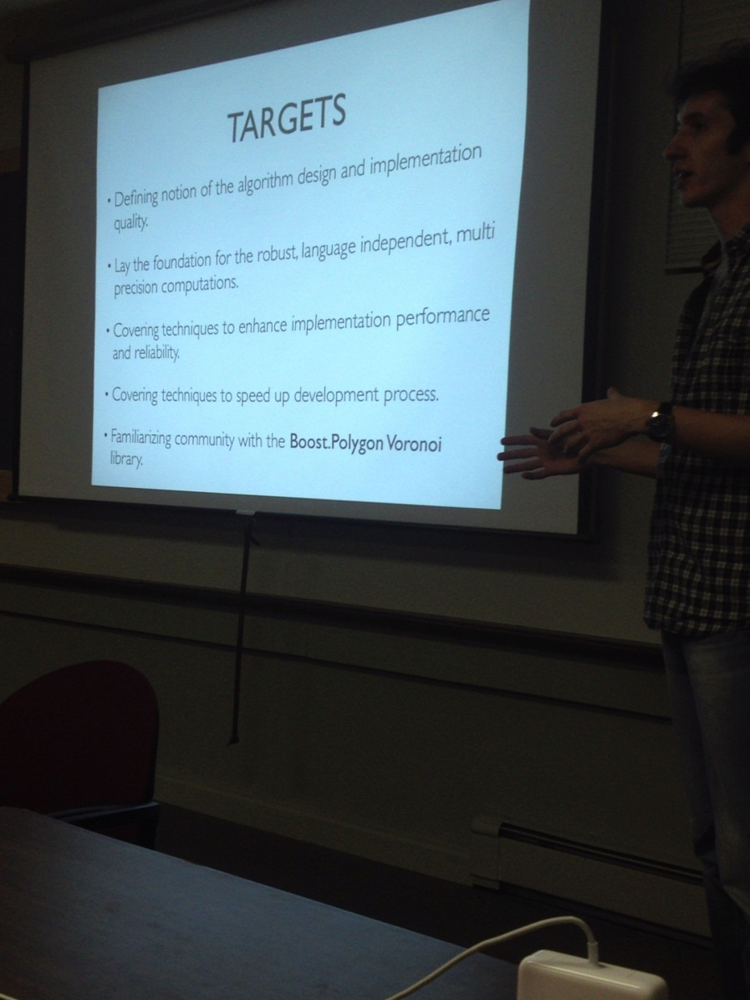 TARGETS
• Defining notion of the algorithm design and implementation
quality.
• Lay the foundation for the robust, language independent, multi
precision computations.
• Covering techniques to enhance implementation performance
and reliability.
• Covering techniques to speed up development process.
• Familiarizing community with the Boost.Polygon Voronoi
library.